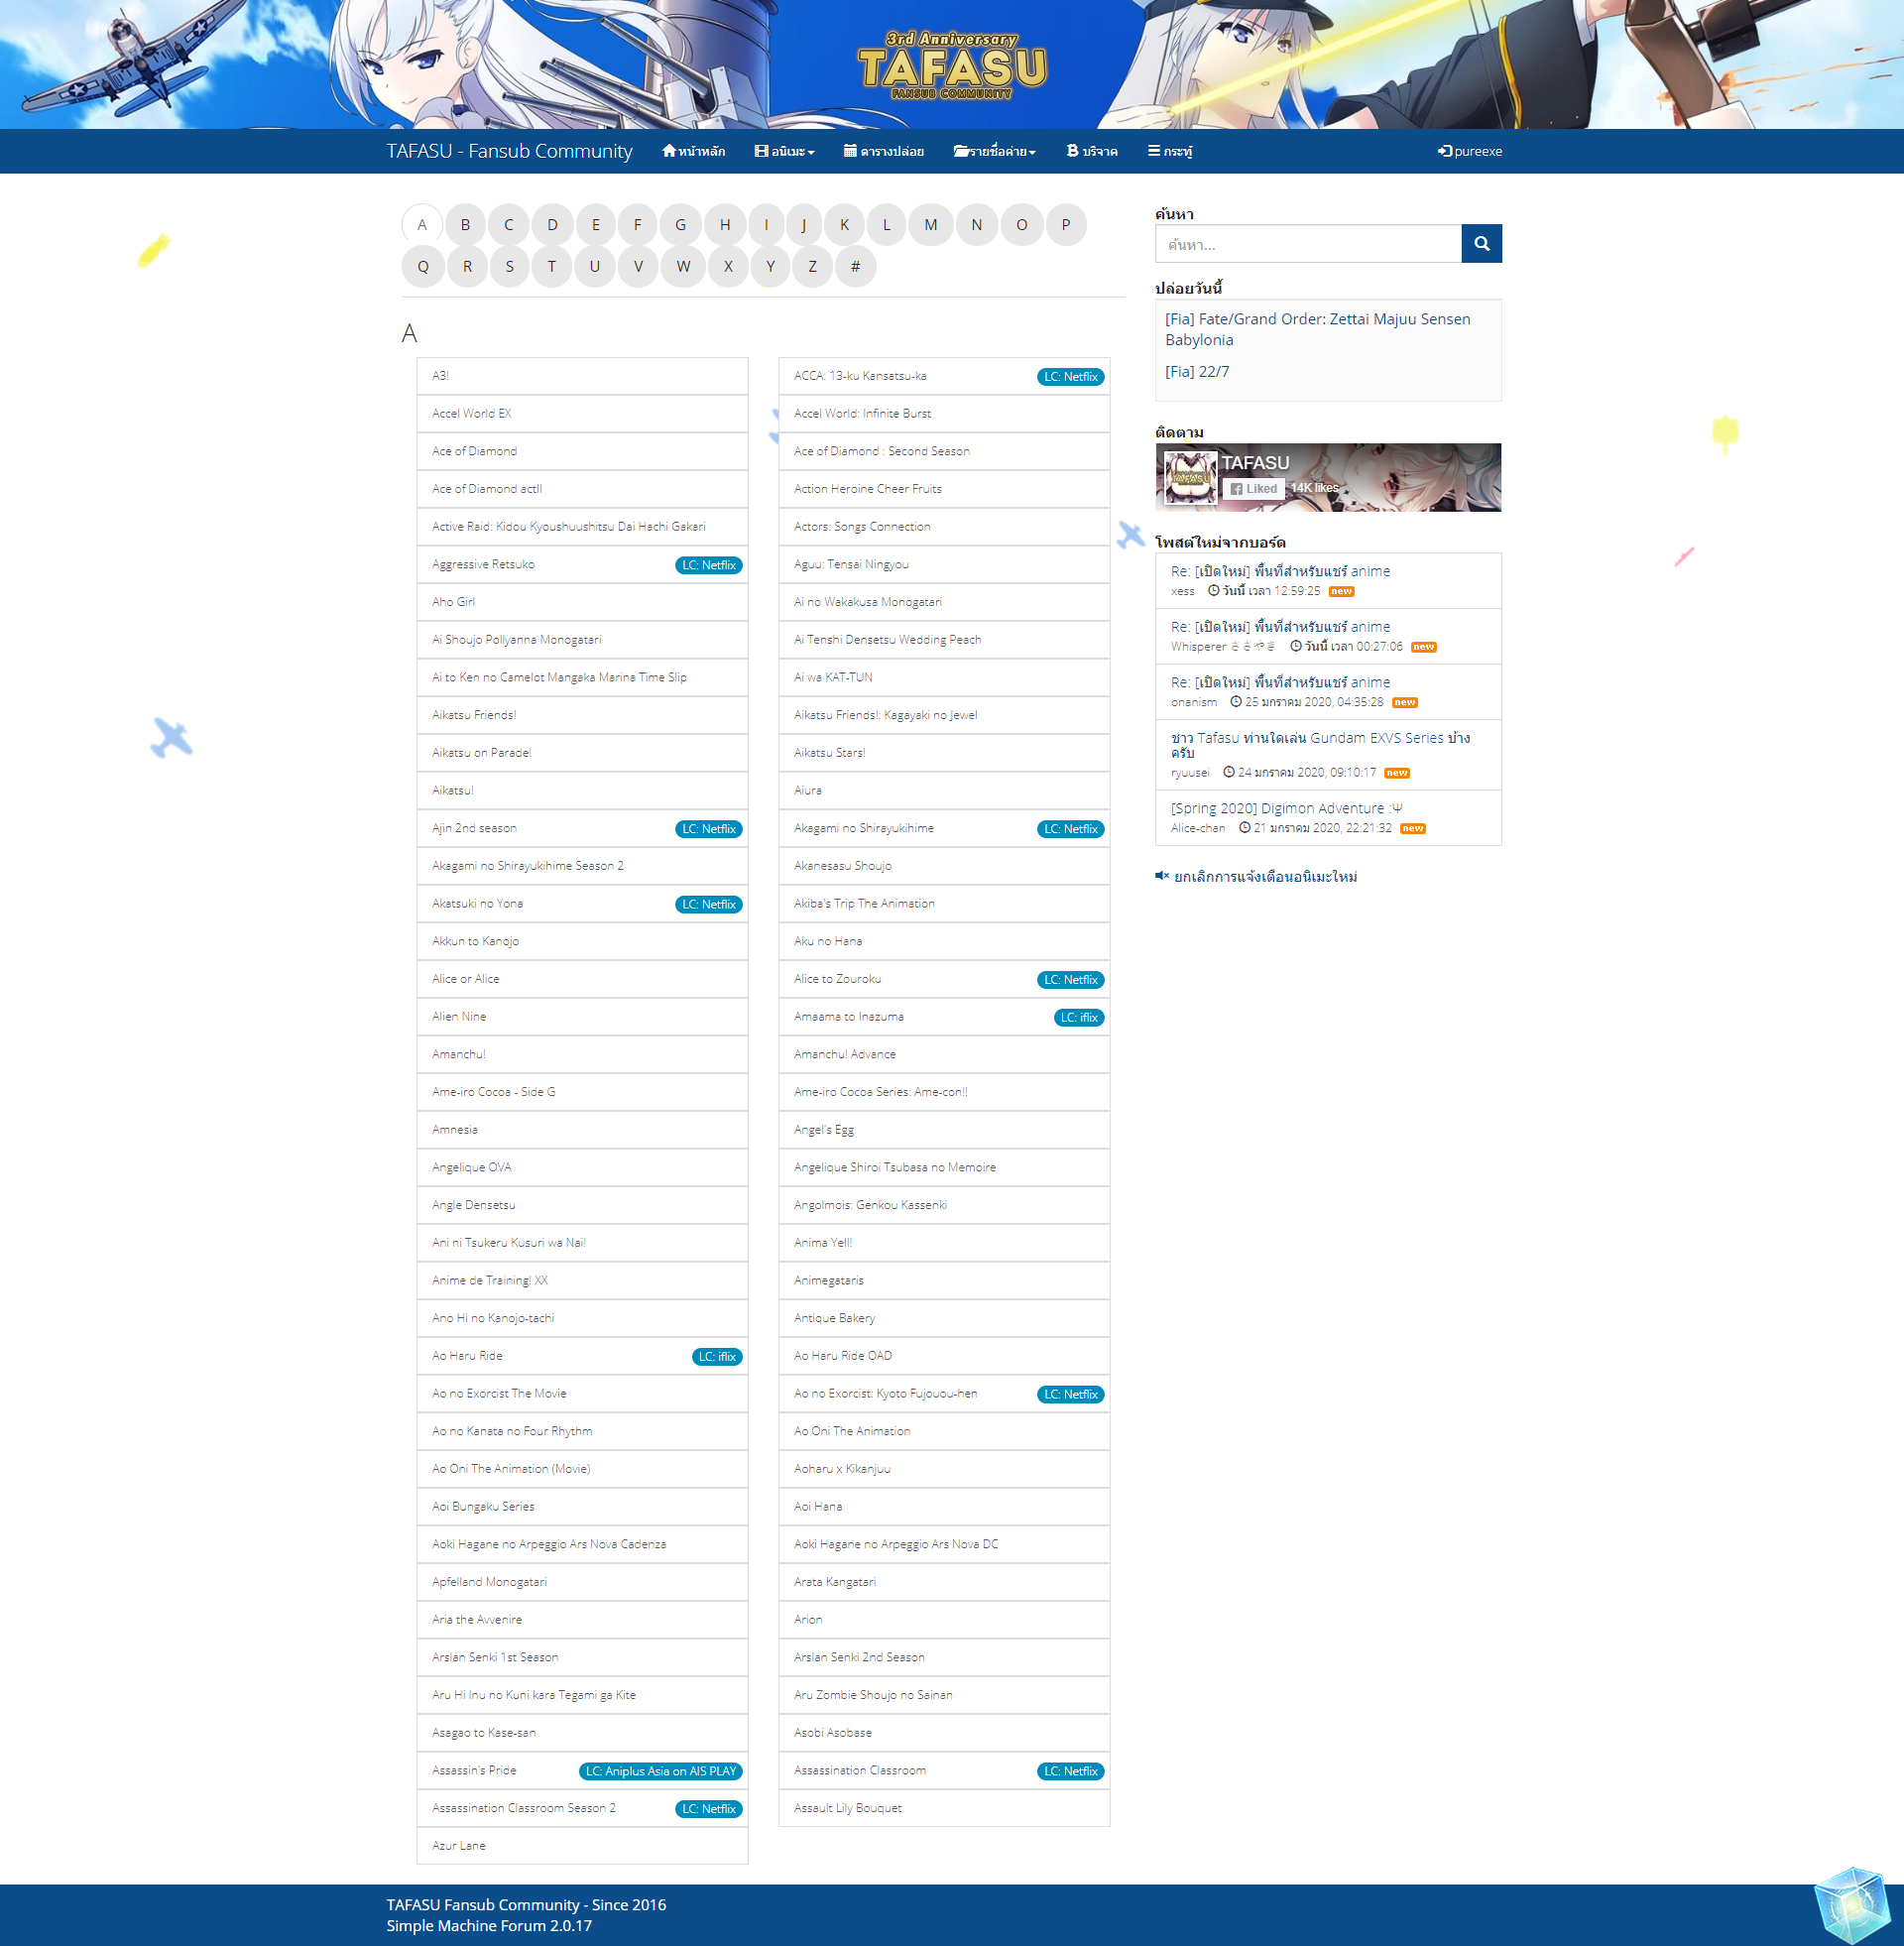 3rd Anniversary
TAFASU
FANSUB COMMUNITY
TAFASU - Fansub Community
หน้าหลัก
อนิเมะ
ตารางปล่อย
รายชื่อค่าย
บริจาค
กระทู้
pureexe
A B C D E F G H I J K L M N O P
Q R S T U V W X Y Z #
A
A3!
ACCA: 13-ku Kansatsu-ka LC: Netflix
Accel World EX
Accel World: Infinite Burst
Ace of Diamond
Ace of Diamond : Second Season
Ace of Diamond actII
Action Heroine Cheer Fruits
Active Raid: Kidou Kyoushuushitsu Dai Hachi Gakari
Actors: Songs Connection
Aggressive Retsuko LC: Netflix
Aguu: Tensai Ningyou
Aho Girl
Ai no Wakakusa Monogatari
Ai Shoujo Pollyanna Monogatari
Ai Tenshi Densetsu Wedding Peach
Ai to Ken no Camelot Mangaka Marina Time Slip
Ai wa KAT-TUN
Aikatsu Friends!
Aikatsu Friends!: Kagayaki no Jewel
Aikatsu on Parade!
Aikatsu Stars!
Aikatsu!
Aiura
Ajin 2nd season LC: Netflix
Akagami no Shirayukihime LC: Netflix
Akagami no Shirayukihime Season 2
Akanesasu Shoujo
Akatsuki no Yona LC: Netflix
Akiba's Trip The Animation
Akkun to Kanojo
Aku no Hana
Alice or Alice
Alice to Zouroku LC: Netflix
Alien Nine
Amaama to Inazuma LC: iflix
Amanchu!
Amanchu! Advance
Ame-iro Cocoa - Side G
Ame-iro Cocoa Series: Ame-con!!
Amnesia
Angel's Egg
Angelique OVA
Angelique Shiroi Tsubasa no Memoire
Angle Densetsu
Angolmois: Genkou Kassenki
Ani ni Tsukeru Kusuri wa Nai!
Anima Yell!
Anime de Training! XX
Animegataris
Ano Hi no Kanojo-tachi
Antique Bakery
Ao Haru Ride LC: iflix
Ao Haru Ride OAD
Ao no Exorcist The Movie
Ao no Exorcist: Kyoto Fujouou-hen LC: Netflix
Ao no Kanata no Four Rhythm
Ao Oni The Animation
Ao Oni The Animation (Movie)
Aoharu x Kikanjuu
Aoi Bungaku Series
Aoi Hana
Aoki Hagane no Arpeggio Ars Nova Cadenza
Aoki Hagane no Arpeggio Ars Nova DC
Apfelland Monogatari
Arata Kangatari
Aria the Avvenire
Arion
Arslan Senki 1st Season
Arslan Senki 2nd Season
Aru Hi Inu no Kuni kara Tegami ga Kite
Aru Zombie Shoujo no Sainan
Asagao to Kase-san
Asobi Asobase
Assassin's Pride LC: Aniplus Asia on AIS PLAY
Assassination Classroom LC: Netflix
Assassination Classroom Season 2 LC: Netflix
Assault Lily Bouquet
Azur Lane
ค้นหา
ค้นหา...
ปล่อยวันนี้
[Fia] Fate/Grand Order: Zettai Majuu Sensen
Babylonia
[Fia] 22/7
ติดตาม
TAFASU
TAFASU
Liked 14K likes
โพสต์ใหม่จากบอร์ด
Re: [เปิดใหม่] พื้นที่สำหรับแชร์ anime
xess วันนี้ เวลา 12:59:25 new
Re: [เปิดใหม่] พื้นที่สำหรับแชร์ anime
Whisperer ささやき วันนี้ เวลา 00:27:06 new
Re: [เปิดใหม่] พื้นที่สำหรับแชร์ anime
onanism 25 มกราคม 2020, 04:35:28 new
ชาว Tafasu ท่านใดเล่น Gundam EXVS Series บ้าง
ครับ
ryuusei 24 มกราคม 2020, 09:10:17 new
[Spring 2020] Digimon Adventure :Ψ
Alice-chan 21 มกราคม 2020, 22:21:32 new
ยกเลิกการแจ้งเตือนอนิเมะใหม่
TAFASU Fansub Community - Since 2016
Simple Machine Forum 2.0.17